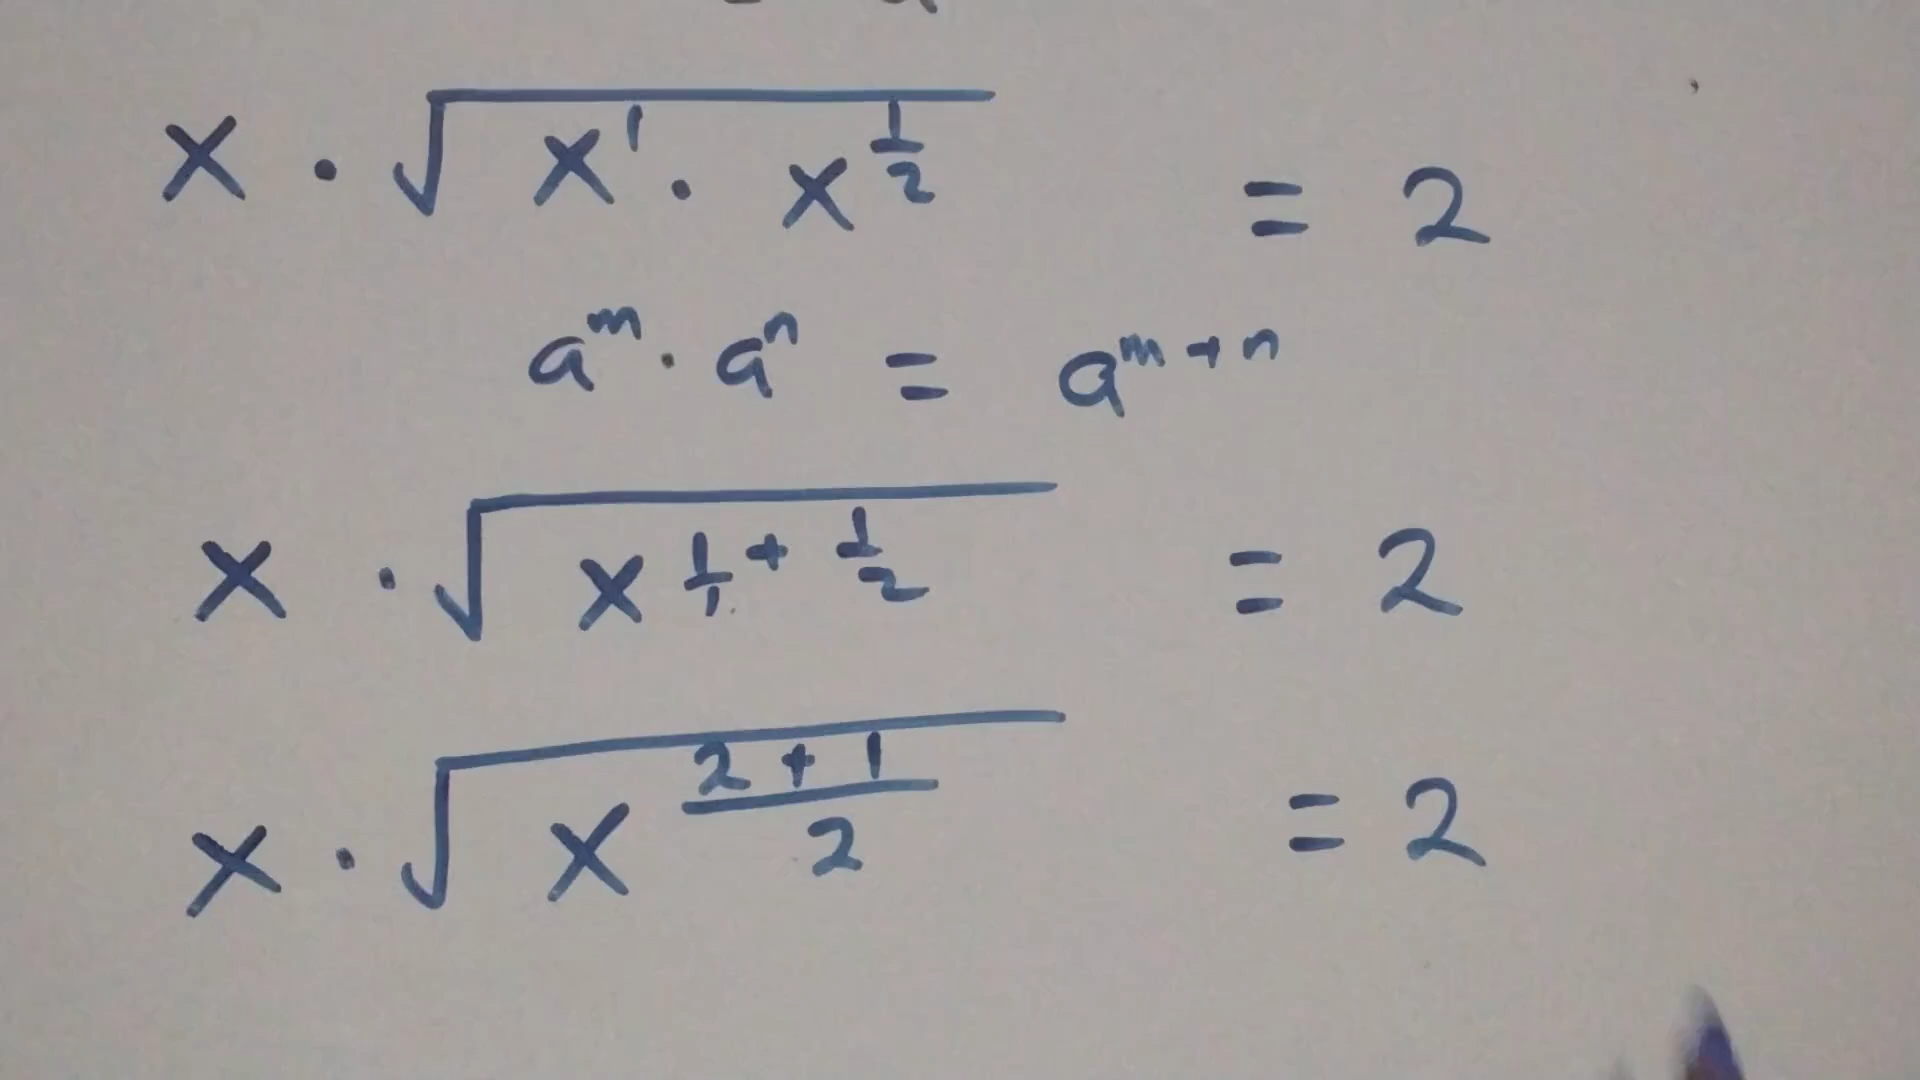 x · √(x¹ · x^(1/2)) = 2
a^m · a^n = a^(m+n)
x · √(x^(1/1 + 1/2)) = 2
x · √(x^((2+1)/2)) = 2